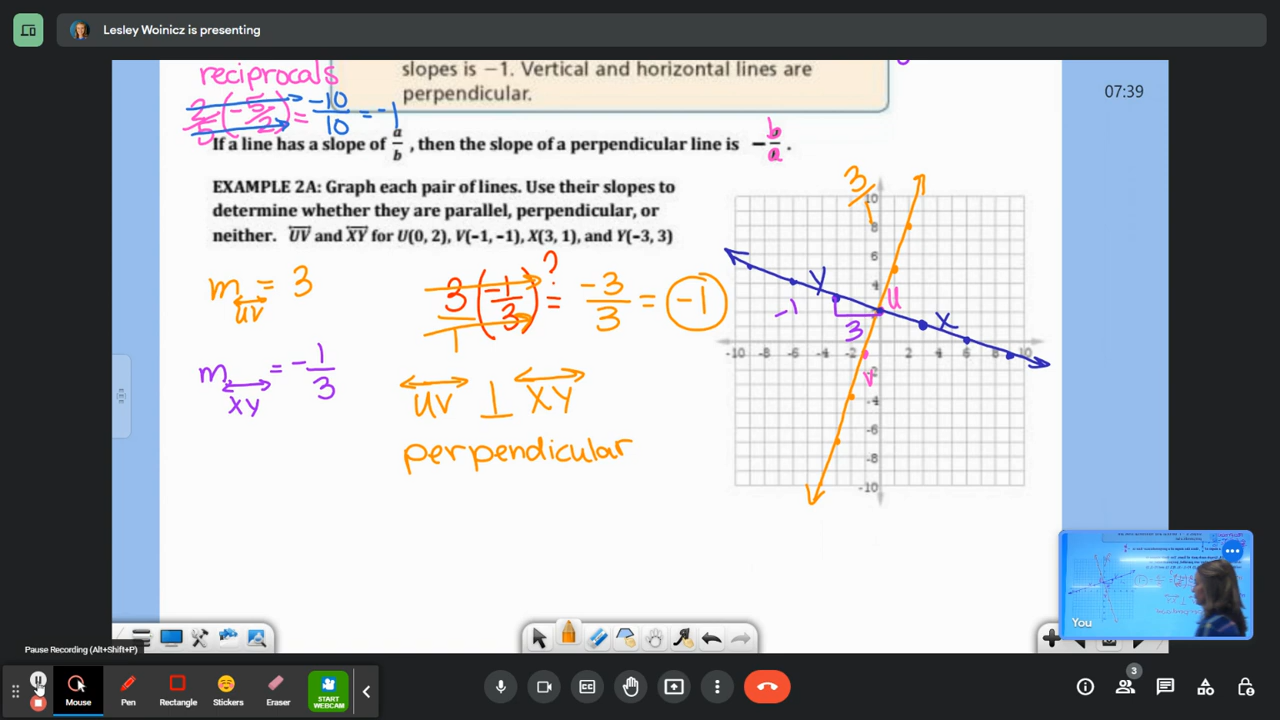 Lesley Woinicz is presenting
reciprocals
slopes is −1. Vertical and horizontal lines are
perpendicular.
07:39
2/5 (-5/2) = -10/10 = -1
If a line has a slope of a/b , then the slope of a perpendicular line is − b/a .
EXAMPLE 2A: Graph each pair of lines. Use their slopes to
determine whether they are parallel, perpendicular, or
neither. UV and XY for U(0, 2), V(-1, -1), X(3, 1), and Y(-3, 3)
m UV = 3
3/1 (-1/3) ?= -3/3 = -1
m XY = -1/3
UV ⊥ XY
perpendicular
3/1
10
8
6
4
Y
U
-1
3
X
-10 -8 -6 -4 -2 2 4 6 8 10
V
-2
-4
-6
-8
-10
You
Pause Recording (Alt+Shift+P)
Mouse
Pen
Rectangle
Stickers
Eraser
START
WEBCAM
CC
3